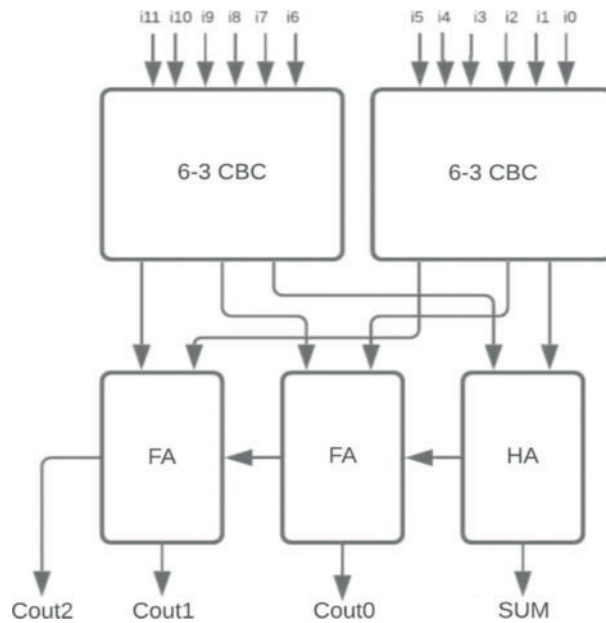 i11 i10 i9 i8 i7 i6 i5 i4 i3 i2 i1 i0
6-3 CBC 6-3 CBC
FA FA HA
Cout2 Cout1 Cout0 SUM